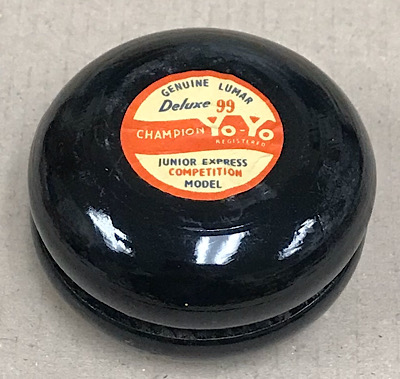 GENUINE LUMAR
Deluxe 99
CHAMPION YO-YO
REGISTERED
JUNIOR EXPRESS
COMPETITION
MODEL